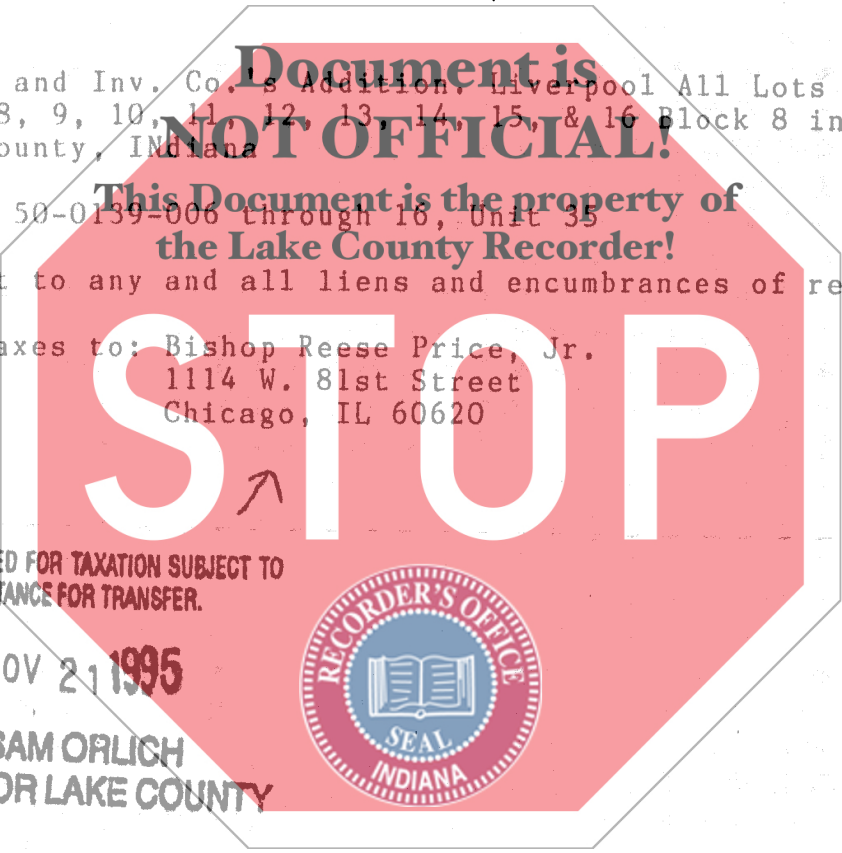 Document is
and Inv. Co.'s Addition. Liverpool All Lots
8, 9, 10, 11, 12, 13, 14, 15, & 16 Block 8 in
NOT OFFICIAL!
ounty, INdiana
This Document is the property of
50-0139-006 through 16, Unit 35
the Lake County Recorder!
t to any and all liens and encumbrances of re
STOP
axes to: Bishop Reese Price, Jr.
1114 W. 81st Street
Chicago, IL 60620
ED FOR TAXATION SUBJECT TO
TANCE FOR TRANSFER.
OV 21 1995
SAM ORLICH
OR LAKE COUNTY
RECORDER'S OFFICE
SEAL
INDIANA